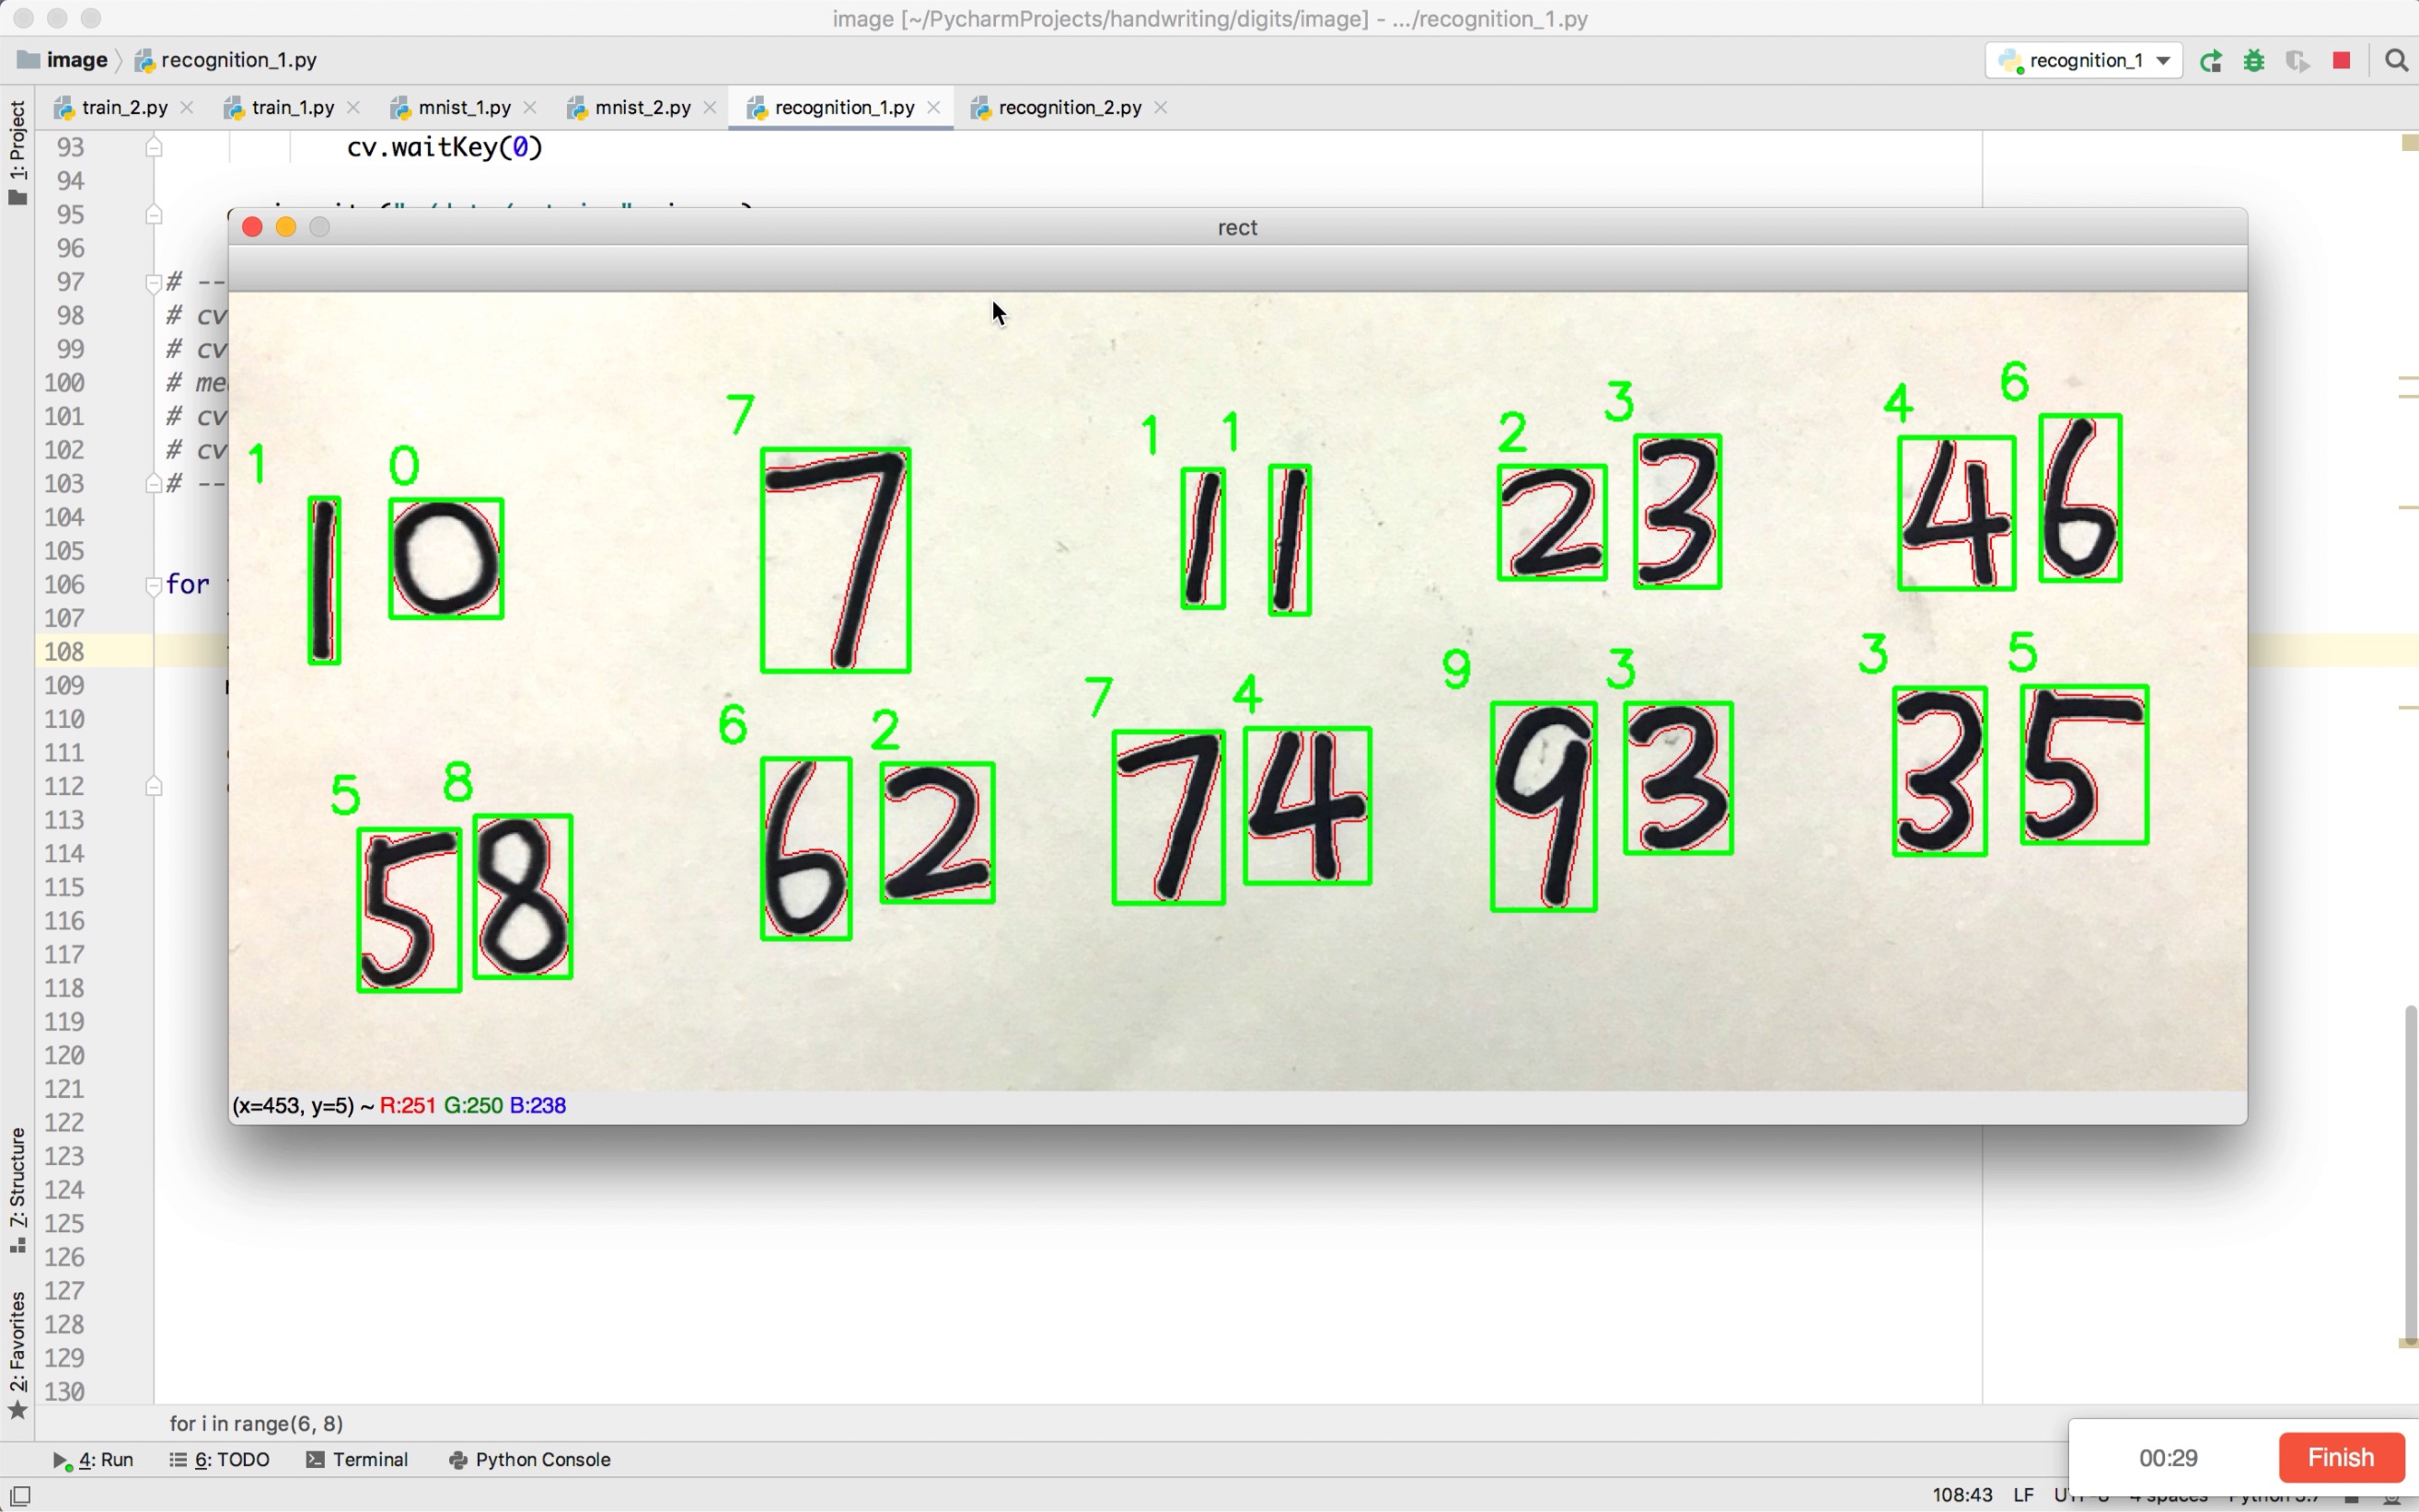 image [~/PycharmProjects/handwriting/digits/image] - .../recognition_1.py
image recognition_1.py recognition_1
train_2.py train_1.py mnist_1.py mnist_2.py recognition_1.py recognition_2.py
1: Project
93 cv.waitKey(0)
94
95
96
97 # --
98 # cv
99 # cv
100 # me
101 # cv
102 # cv
103 # --
104
105
106 for
107
108
109
110
111
112
113
114
115
116
117
118
119
120
121
122
123
124
125
126
127
128
129
130
rect
1 0 7 1 1 2 3 4 6
1 0 7 1 1 2 3 4 6
5 8 6 2 7 4 9 3 3 5
5 8 6 2 7 4 9 3 3 5
(x=453, y=5) ~ R:251 G:250 B:238
Z: Structure
2: Favorites
for i in range(6, 8)
4: Run 6: TODO Terminal Python Console
00:29 Finish
108:43 LF